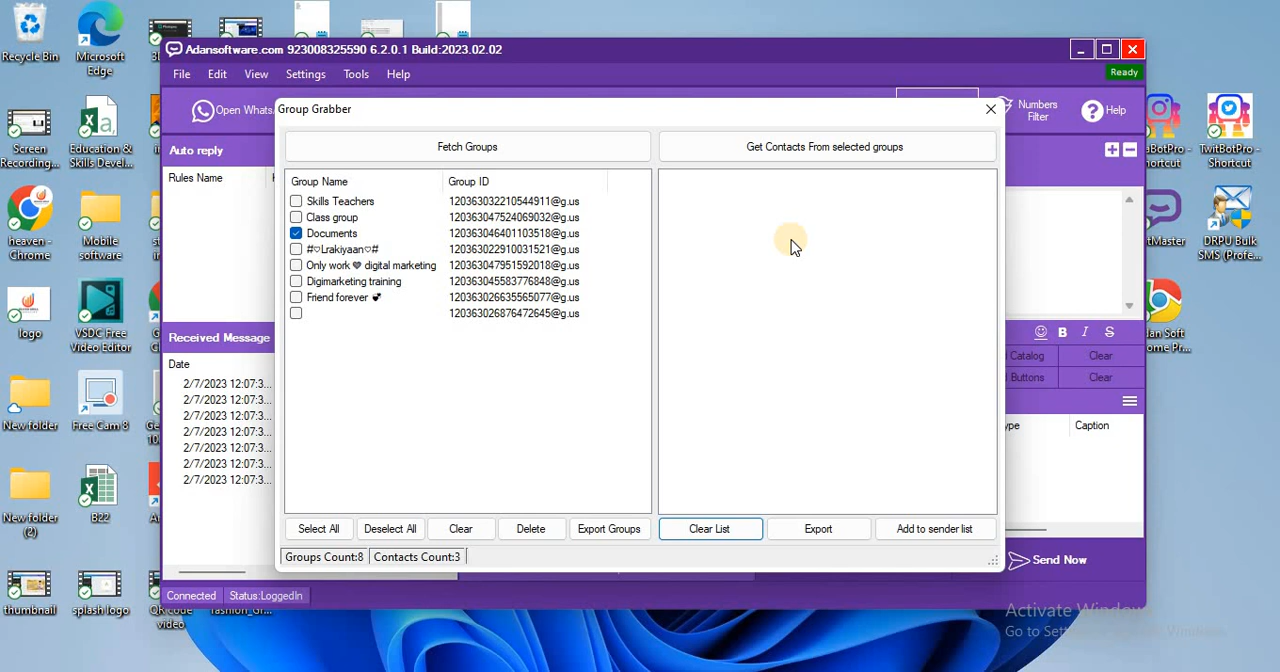 Recycle Bin
Microsoft Edge
Adansoftware.com 923008325590 6.2.0.1 Build:2023.02.02
File Edit View Settings Tools Help
Ready
Open Whats
Group Grabber
Numbers Filter
Help
Screen Recording...
Education & Skills Devel...
Auto reply
Fetch Groups
Get Contacts From selected groups
TwitBotPro - Shortcut
Rules Name
Group Name Group ID
Skills Teachers 120363032210544911@g.us
Class group 120363047524069032@g.us
Documents 120363046401103518@g.us
#♡Lrakiyaan♡# 120363022910031521@g.us
Only work 💜 digital marketing 120363047951592018@g.us
Digimarketing training 120363045583776848@g.us
Friend forever 💕 120363026635565077@g.us
120363026876472645@g.us
heaven - Chrome
Mobile software
DRPU Bulk SMS (Profe...
logo
VSDC Free Video Editor
Received Message
B I S
Catalog Clear
Buttons Clear
Date
2/7/2023 12:07:3...
2/7/2023 12:07:3...
2/7/2023 12:07:3...
2/7/2023 12:07:3...
2/7/2023 12:07:3...
2/7/2023 12:07:3...
2/7/2023 12:07:3...
Caption
New folder
Free Cam 8
New folder (2)
B22
Select All Deselect All Clear Delete Export Groups Clear List Export Add to sender list
Groups Count:8 Contacts Count:3
Send Now
Connected Status:LoggedIn
thumbnail
splash logo
QR code video
Activate Windows